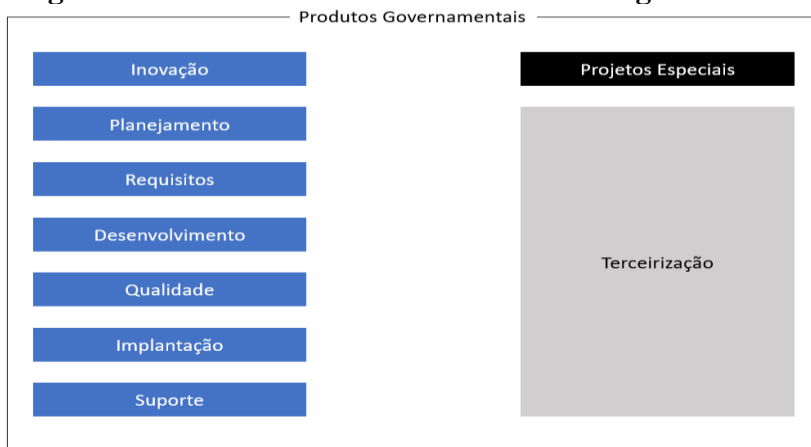 Produtos Governamentais
Inovação
Projetos Especiais
Planejamento
Requisitos
Desenvolvimento
Terceirização
Qualidade
Implantação
Suporte